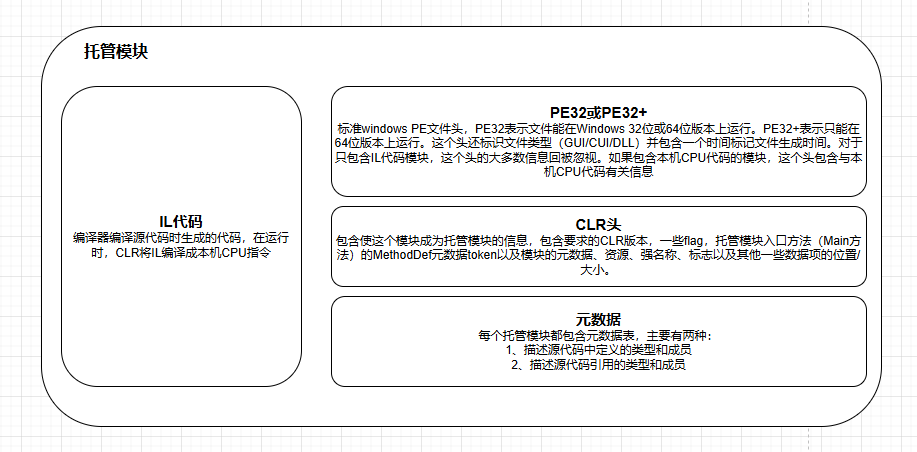 托管模块
IL代码
编译器编译源代码时生成的代码，在运行
时，CLR将IL编译成本机CPU指令
PE32或PE32+
标准windows PE文件头，PE32表示文件能在Windows 32位或64位版本上运行。PE32+表示只能在
64位版本上运行。这个头还标识文件类型（GUI/CUI/DLL）并包含一个时间标记文件生成时间。对于
只包含IL代码模块，这个头的大多数信息回被忽视。如果包含本机CPU代码的模块，这个头包含与本
机CPU代码有关信息
CLR头
包含使这个模块成为托管模块的信息，包含要求的CLR版本，一些flag，托管模块入口方法（Main方
法）的MethodDef元数据token以及模块的元数据、资源、强名称、标志以及其他一些数据项的位置/
大小。
元数据
每个托管模块都包含元数据表，主要有两种：
1、描述源代码中定义的类型和成员
2、描述源代码引用的类型和成员